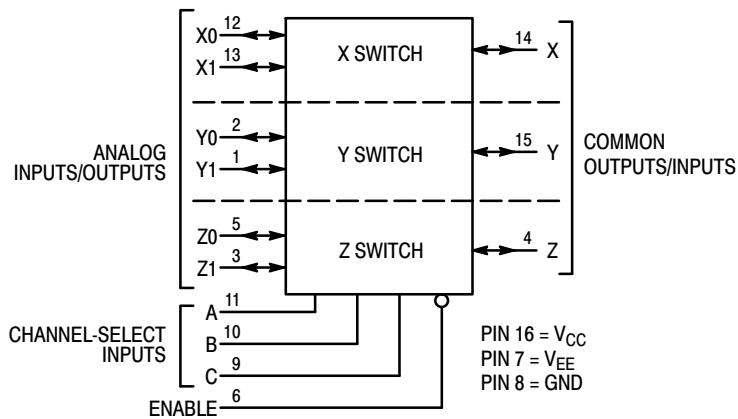 X0 12
X1 13
X SWITCH
14 X
Y0 2
Y1 1
Y SWITCH
15 Y
ANALOG
INPUTS/OUTPUTS
COMMON
OUTPUTS/INPUTS
Z0 5
Z1 3
Z SWITCH
4 Z
CHANNEL-SELECT
INPUTS
A 11
B 10
C 9
ENABLE 6
PIN 16 = VCC
PIN 7 = VEE
PIN 8 = GND